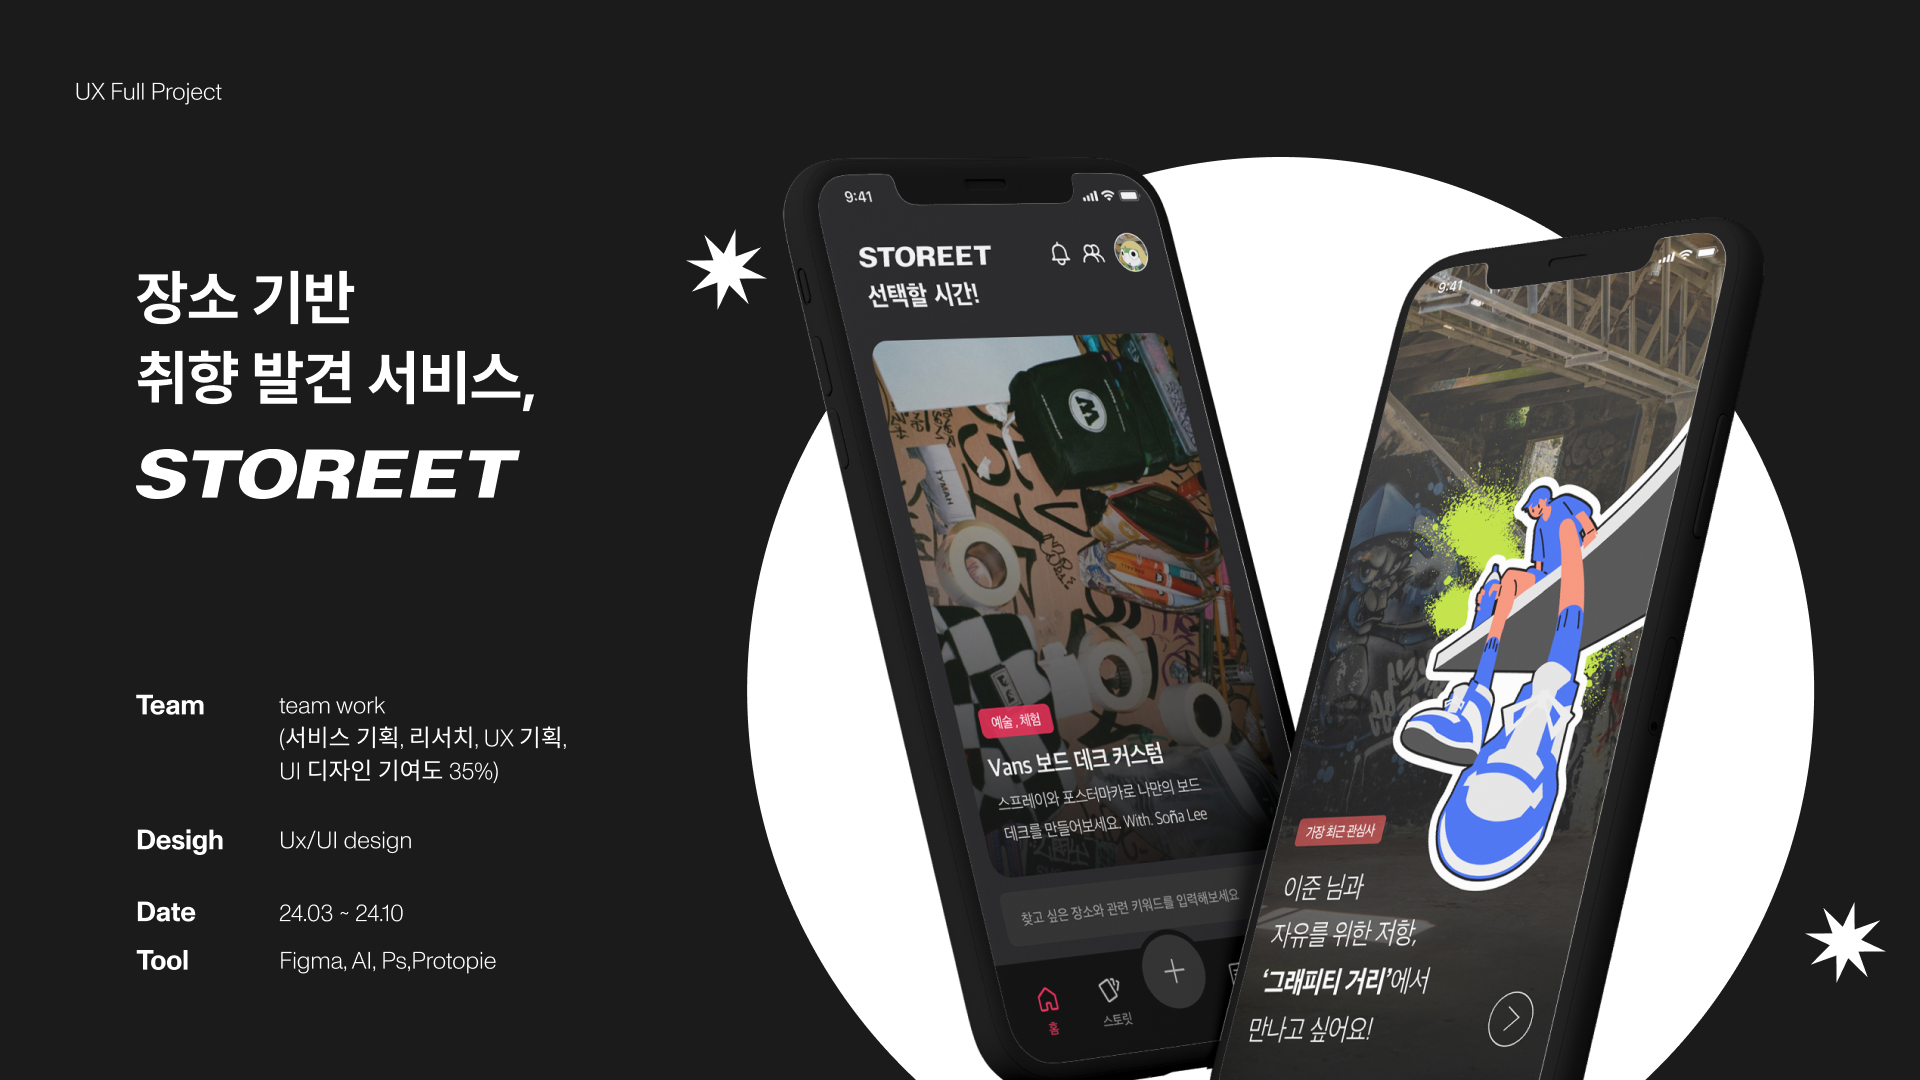 UX Full Project
장소 기반
취향 발견 서비스,
STOREET
Team
team work
(서비스 기획, 리서치, UX 기획,
UI 디자인 기여도 35%)
Desigh
Ux/UI design
Date
24.03 ~ 24.10
Tool
Figma, AI, Ps,Protopie
9:41
STOREET
선택할 시간!
예술 , 체험
Vans 보드 데크 커스텀
스프레이와 포스터마카로 나만의 보드
데크를 만들어보세요. With. Soña Lee
찾고 싶은 장소와 관련 키워드를 입력해보세요
홈
스토릿
9:41
가장 최근 관심사
이준 님과
자유를 위한 저항,
‘그래피티 거리’에서
만나고 싶어요!